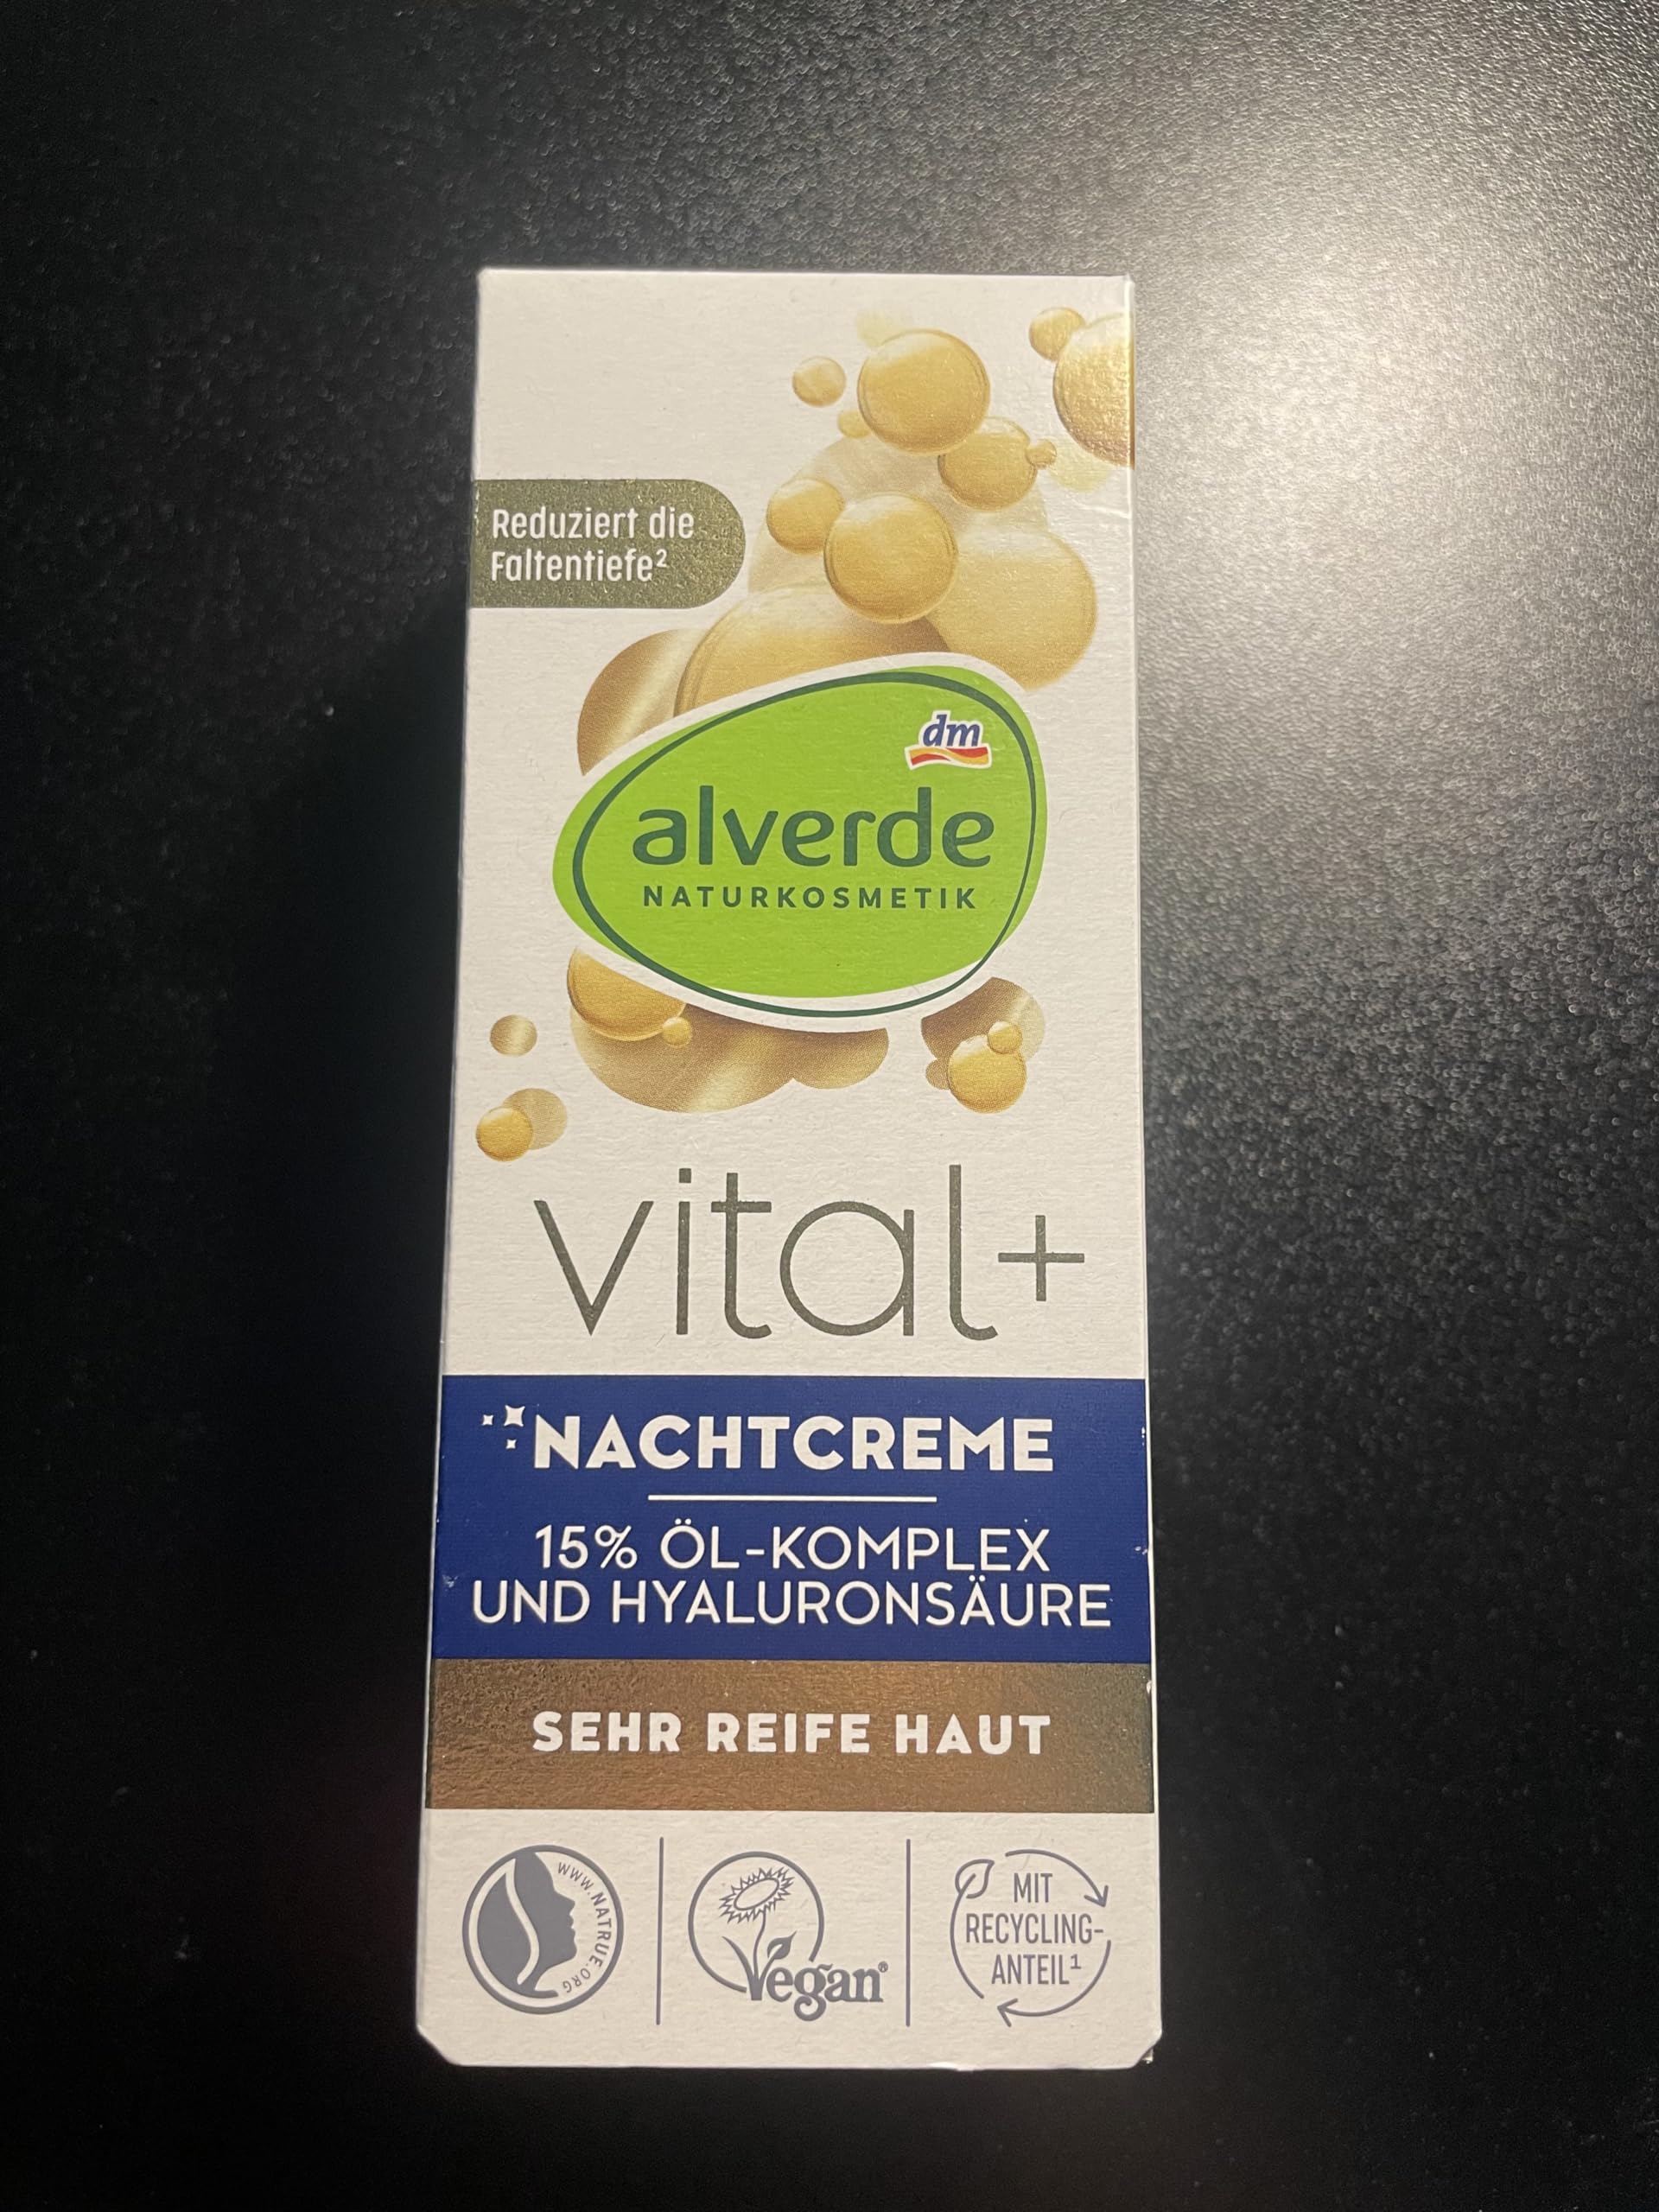 Reduziert die
Faltentiefe²
dm
alverde
NATURKOSMETIK
vital+
NACHTCREME
15% ÖL-KOMPLEX
UND HYALURONSÄURE
SEHR REIFE HAUT
WWW.NATRUE.ORG
Vegan®
MIT
RECYCLING-
ANTEIL¹